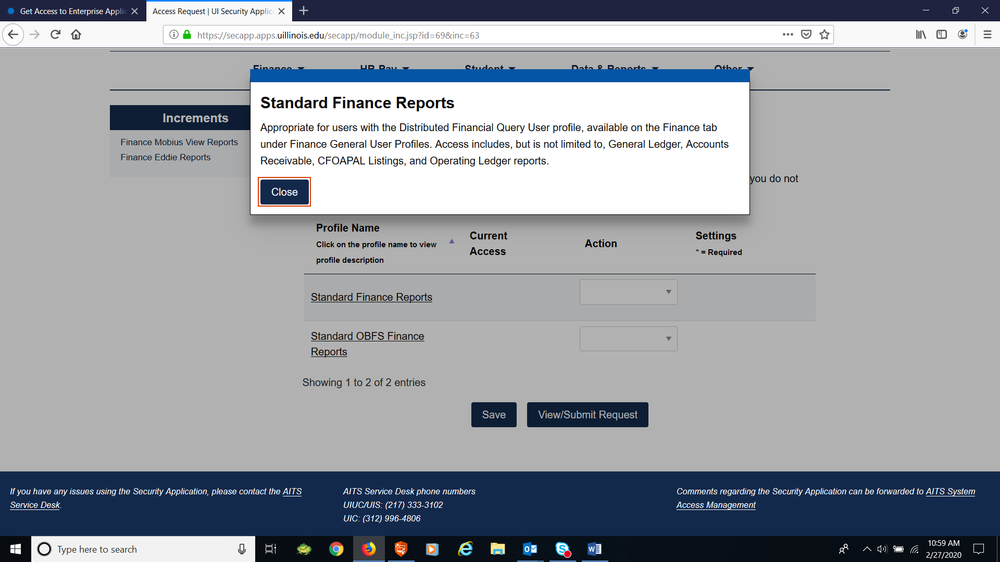 Get Access to Enterprise Applic
Access Request | UI Security Applica
https://secapp.apps.uillinois.edu/secapp/module_inc.jsp?id=69&inc=63
Finance
HR Pay
Student
Data & Reports
Other
Increments
Finance Mobius View Reports
Finance Eddie Reports
Standard Finance Reports
Appropriate for users with the Distributed Financial Query User profile, available on the Finance tab
under Finance General User Profiles. Access includes, but is not limited to, General Ledger, Accounts
Receivable, CFOAPAL Listings, and Operating Ledger reports.
Close
you do not
Profile Name
Click on the profile name to view
profile description
Current
Access
Action
Settings
* = Required
Standard Finance Reports
Standard OBFS Finance
Reports
Showing 1 to 2 of 2 entries
Save
View/Submit Request
If you have any issues using the Security Application, please contact the AITS
Service Desk.
AITS Service Desk phone numbers
UIUC/UIS: (217) 333-3102
UIC: (312) 996-4806
Comments regarding the Security Application can be forwarded to AITS System
Access Management
Type here to search
10:59 AM
2/27/2020